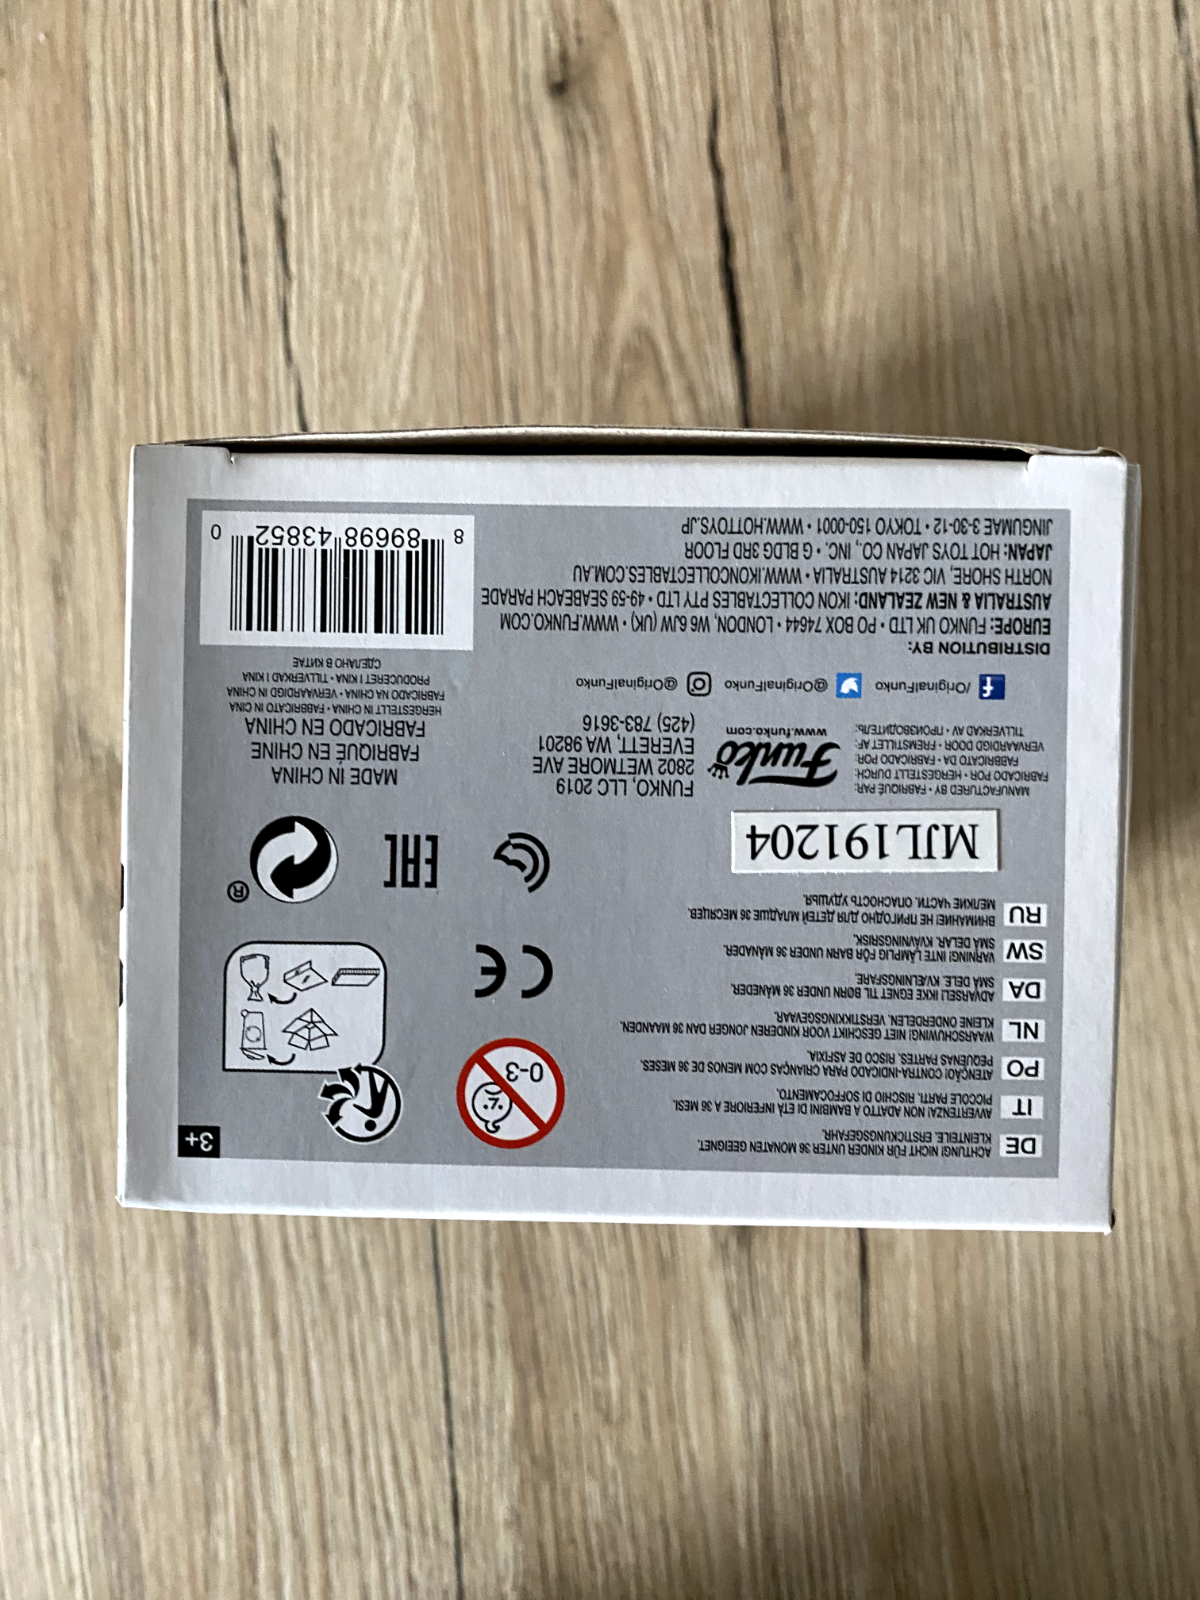 DE ACHTUNG! NICHT FÜR KINDER UNTER 36 MONATEN GEEIGNET.
KLEINTEILE. ERSTICKUNGSGEFAHR.
IT AVVERTENZA! NON ADATTO A BAMBINI DI ETÀ INFERIORE A 36 MESI.
PICCOLE PARTI. RISCHIO DI SOFFOCAMENTO.
PO ATENÇÃO! CONTRA-INDICADO PARA CRIANÇAS COM MENOS DE 36 MESES.
PEQUENAS PARTES. RISCO DE ASFIXIA.
NL WAARSCHUWING! NIET GESCHIKT VOOR KINDEREN JONGER DAN 36 MAANDEN.
KLEINE ONDERDELEN. VERSTIKKINGSGEVAAR.
DA ADVARSAL! IKKE EGNET TIL BØRN UNDER 36 MÅNEDER.
SMÅ DELE. KVÆLNINGSFARE.
SW VARNING! INTE LÄMPLIG FÖR BARN UNDER 36 MÅNADER.
SMÅ DELAR. KVÄVNINGSRISK.
RU ВНИМАНИЕ! НЕ ПРИГОДНО ДЛЯ ДЕТЕЙ МЛАДШЕ 36 МЕСЯЦЕВ.
МЕЛКИЕ ЧАСТИ. ОПАСНОСТЬ УДУШЬЯ.
3+
0-3
CE
EAC
®
MJL191204
MANUFACTURED BY • FABRIQUÉ PAR:
FABRICADO POR • HERGESTELLT DURCH:
FABBRICATO DA • FABRICADO POR:
VERVAARDIGD DOOR • FREMSTILLET AF:
TILLVERKAD AV • ПРОИЗВОДИТЕЛЬ:
Funko
www.funko.com
FUNKO, LLC 2019
2802 WETMORE AVE
EVERETT, WA 98201
(425) 783-3616
MADE IN CHINA
FABRIQUÉ EN CHINE
FABRICADO EN CHINA
HERGESTELLT IN CHINA • FABBRICATO IN CINA
FABRICADO NA CHINA • VERVAARDIGD IN CHINA
PRODUCERET I KINA • TILLVERKAD I KINA
СДЕЛАНО В КИТАЕ
/OriginalFunko @OriginalFunko @OriginalFunko
DISTRIBUTION BY:
EUROPE: FUNKO UK LTD • PO BOX 74644 • LONDON, W6 6JW (UK) • WWW.FUNKO.COM
AUSTRALIA & NEW ZEALAND: IKON COLLECTABLES PTY LTD • 49-59 SEABEACH PARADE
NORTH SHORE, VIC 3214 AUSTRALIA • WWW.IKONCOLLECTABLES.COM.AU
JAPAN: HOT TOYS JAPAN CO., INC. • G BLDG 3RD FLOOR
JINGUMAE 3-30-12 • TOKYO 150-0001 • WWW.HOTTOYS.JP
8 89698 43852 0